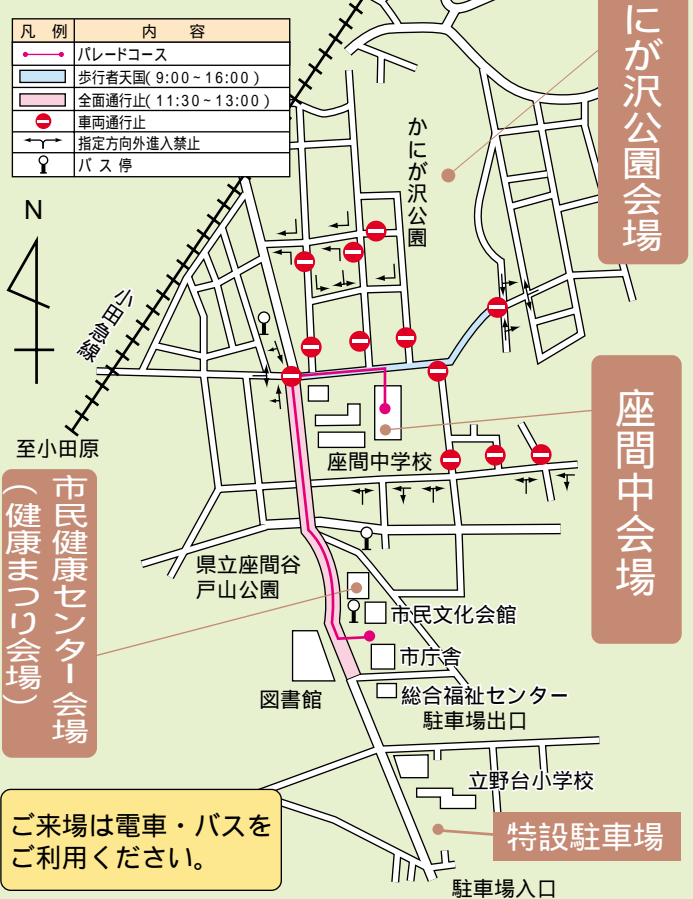 凡例 内容
パレードコース
歩行者天国(9:00~16:00)
全面通行止(11:30~13:00)
車両通行止
指定方向外進入禁止
バス停
にが沢公園会場
かにが沢公園
N
小田急線
至小田原
座間中学校
座間中会場
市民健康センター会場
(健康まつり会場)
県立座間谷
戸山公園
市民文化会館
市庁舎
図書館
総合福祉センター
駐車場出口
立野台小学校
特設駐車場
駐車場入口
ご来場は電車・バスを
ご利用ください。